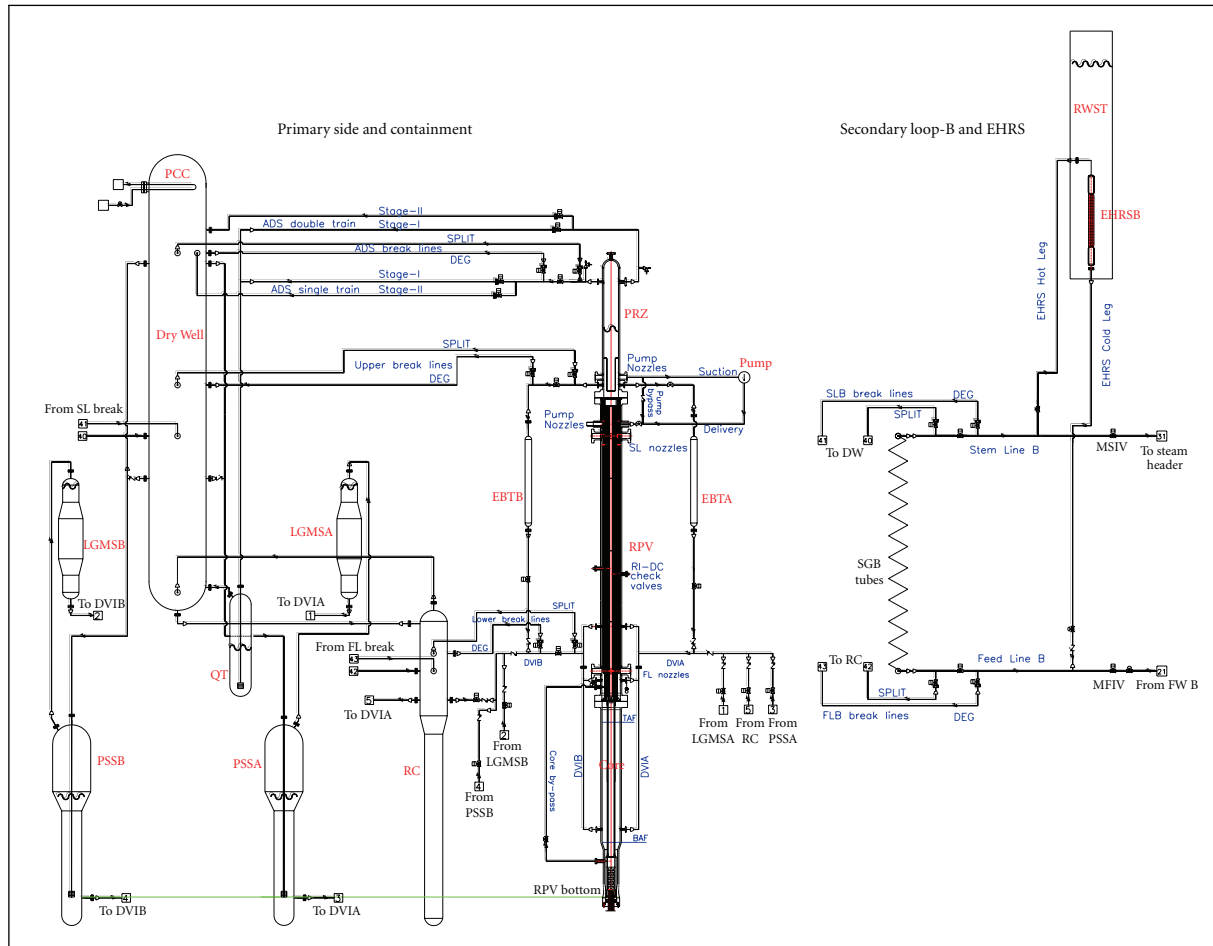 Primary side and containment
Secondary loop-B and EHRS
RWST
PCC
EHRSB
EHRS Hot Leg
EHRS Cold Leg
Stage-II
ADS double train
Stage-I
SPLIT
ADS break lines
DEG
Stage-I
ADS single train
Stage-II
PRZ
Dry Well
SPLIT
Upper break lines
DEG
Pump
Nozzles
Suction
Pump
Pump
bypass
Pump
Nozzles
Delivery
SL nozzles
From SL break
41
40
SLB break lines
DEG
SPLIT
41
40
To DW
Stem Line B
MSIV
31
To steam
header
LGMSB
LGMSA
EBTB
EBTA
RPV
RI-DC
check
valves
SGB
tubes
To DVIB
2
To DVIA
1
QT
SPLIT
Lower break lines
DEG
From FL break
43
42
DVIB
DVIA
FL nozzles
5
To DVIA
To RC
43
42
Feed Line B
SPLIT
FLB break lines
DEG
MFIV
21
From FW B
1
5
3
From
LGMSA
From
RC
From
PSSA
2
From
LGMSB
4
From
PSSB
PSSB
PSSA
RC
TAF
Core by-pass
DVIB
Core
DVIA
BAF
RPV bottom
4
To DVIB
3
To DVIA